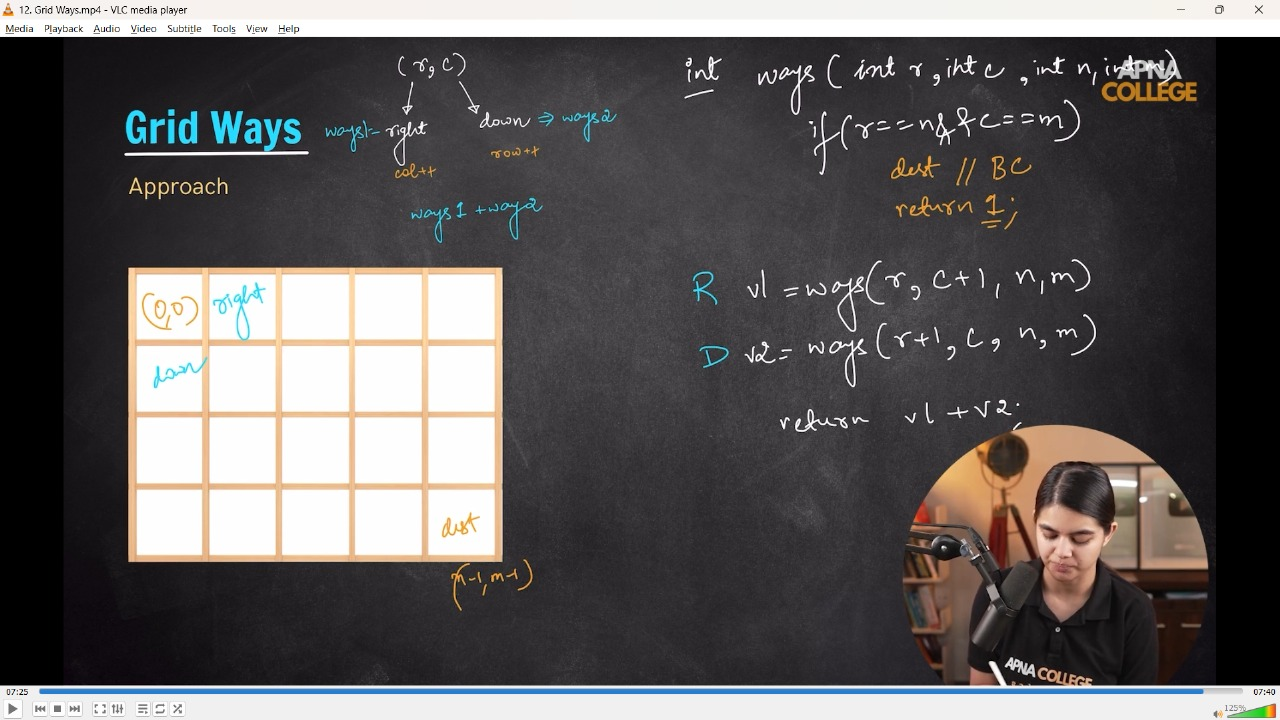 12. Grid Ways.mp4 - VLC media player
Media Playback Audio Video Subtitle Tools View Help
(r, c)
ways1= right
down ⇒ ways2
col++
row++
ways1 + way2
Grid Ways
Approach
int ways( int r, int c, int n, int m)
APNA
COLLEGE
if(r==n&&c==m)
dest // BC
return 1;
R v1 = ways(r, c+1, n, m)
D v2= ways(r+1, c, n, m)
return v1 + v2;
(0,0) right
down
dest
(n-1, m-1)
APNA COLLEGE
07:25
07:40
125%